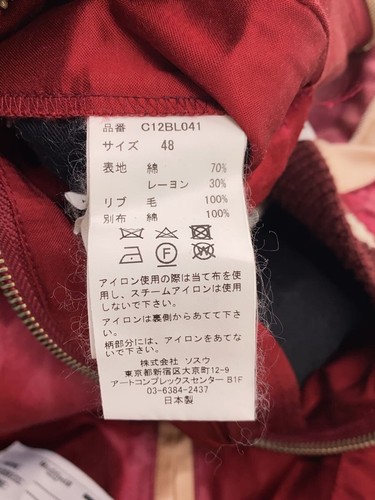 品番 C12BL041
サイズ 48
表地 綿 70%
レーヨン 30%
リブ 毛 100%
別布 綿 100%
アイロン使用の際は当て布を使
用し、スチームアイロンは使用
しないで下さい。
アイロンは裏側からあてて下さ
い。
柄部分には、アイロンをあてな
いで下さい。
株式会社 ソスウ
東京都新宿区大京町12-9
アートコンプレックスセンター B1F
03-6384-2437
日本製